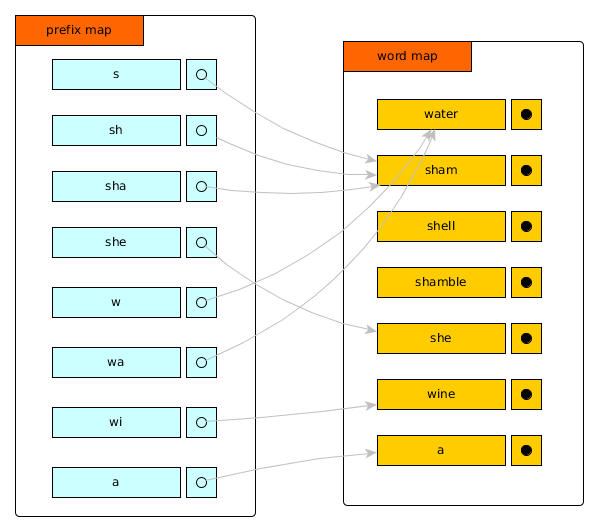 prefix map
s
sh
sha
she
w
wa
wi
a
word map
water
sham
shell
shamble
she
wine
a